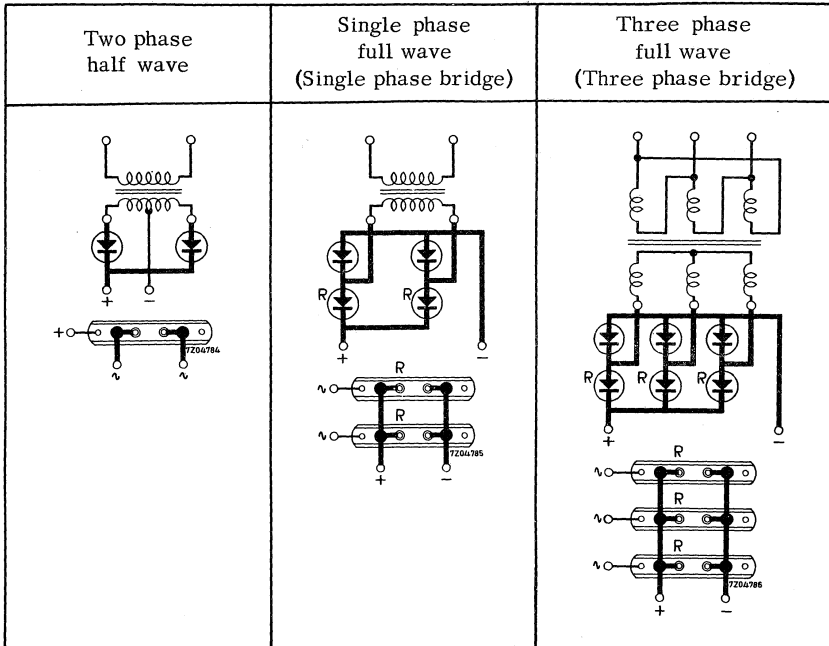 Two phase
half wave
Single phase
full wave
(Single phase bridge)
Three phase
full wave
(Three phase bridge)
+ −
+
7Z04784
∿ ∿
R R
+ −
R
∿
R
∿
7Z04785
+ −
R R R
+ −
R
∿
R
∿
R
∿
7Z04786
+ −